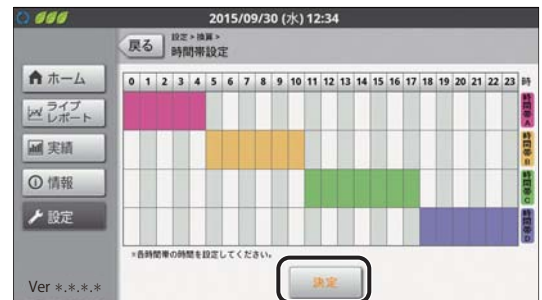 2015/09/30 (水) 12:34
戻る
設定 > 換算 >
時間帯設定
ホーム
ライブ
レポート
実績
情報
設定
0 1 2 3 4 5 6 7 8 9 10 11 12 13 14 15 16 17 18 19 20 21 22 23 時
時間帯A
時間帯B
時間帯C
時間帯D
※各時間帯の時間を設定してください。
決定
Ver *.*.*.*